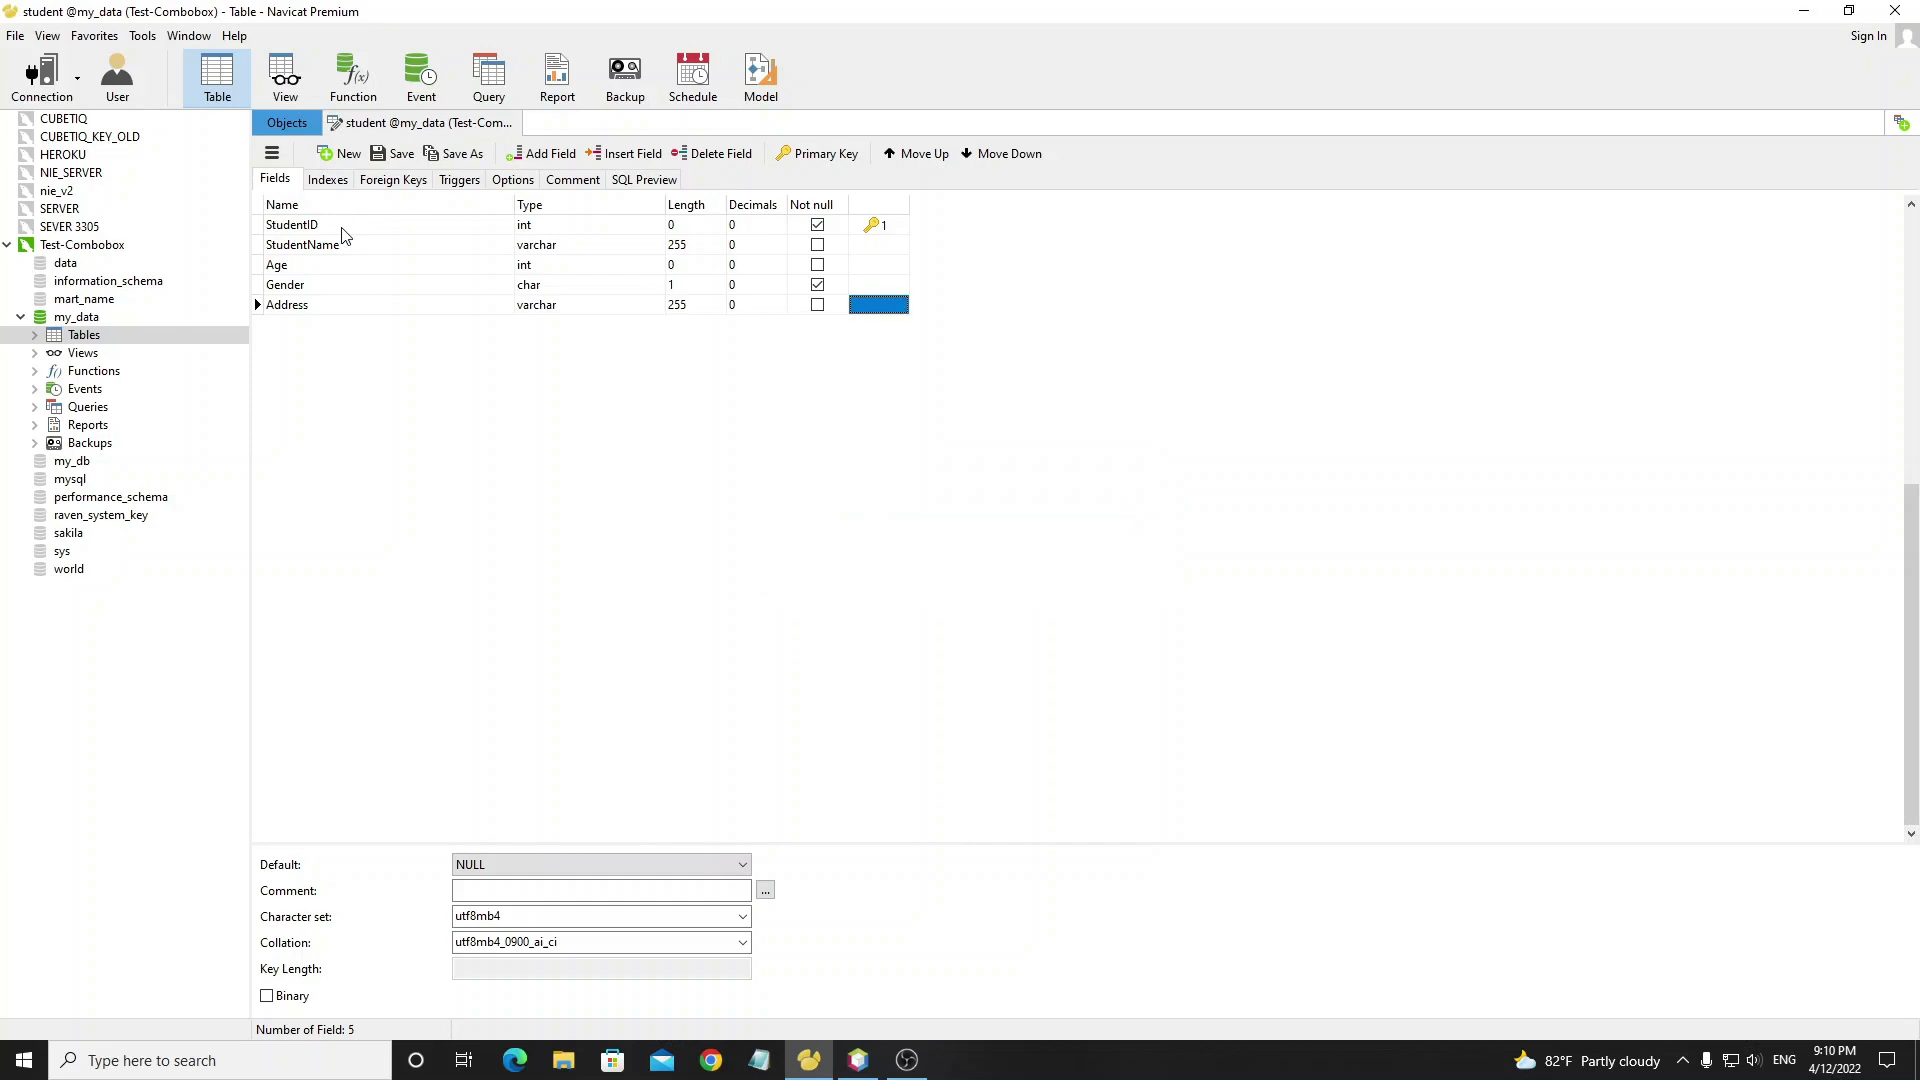 student @my_data (Test-Combobox) - Table - Navicat Premium
File View Favorites Tools Window Help
Sign In
Connection User Table View Function Event Query Report Backup Schedule Model
CUBETIQ
CUBETIQ_KEY_OLD
HEROKU
NIE_SERVER
nie_v2
SERVER
SEVER 3305
Test-Combobox
data
information_schema
mart_name
my_data
Tables
Views
Functions
Events
Queries
Reports
Backups
my_db
mysql
performance_schema
raven_system_key
sakila
sys
world
Objects student @my_data (Test-Com...
New Save Save As Add Field Insert Field Delete Field Primary Key Move Up Move Down
Fields Indexes Foreign Keys Triggers Options Comment SQL Preview
Name Type Length Decimals Not null
StudentID int 0 0 1
StudentName varchar 255 0
Age int 0 0
Gender char 1 0
Address varchar 255 0
Default: NULL
Comment: ...
Character set: utf8mb4
Collation: utf8mb4_0900_ai_ci
Key Length:
Binary
Number of Field: 5
Type here to search
82°F Partly cloudy
ENG
9:10 PM
4/12/2022